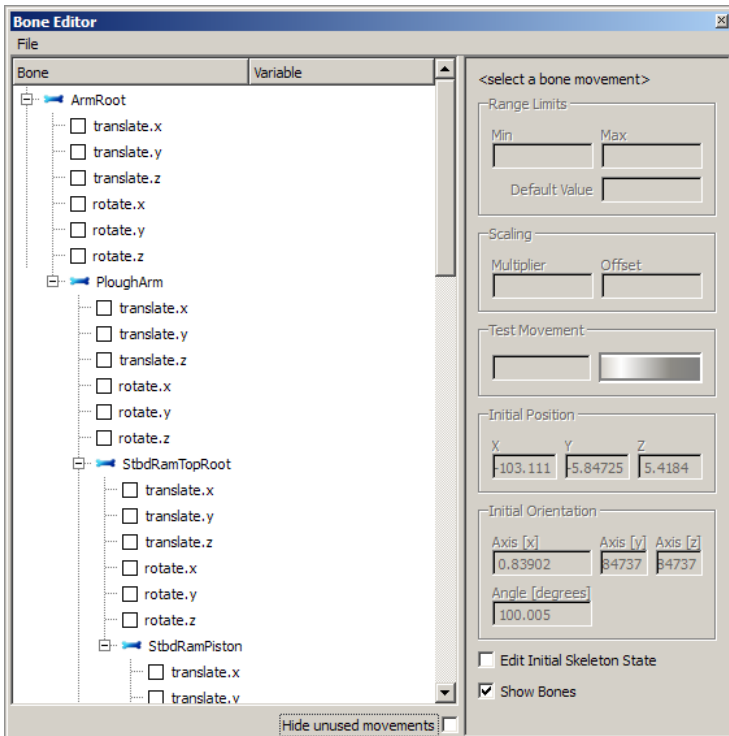 Bone Editor
File
Bone Variable
ArmRoot
translate.x
translate.y
translate.z
rotate.x
rotate.y
rotate.z
PloughArm
translate.x
translate.y
translate.z
rotate.x
rotate.y
rotate.z
StbdRamTopRoot
translate.x
translate.y
translate.z
rotate.x
rotate.y
rotate.z
StbdRamPiston
translate.x
translate.y
Hide unused movements
<select a bone movement>
Range Limits
Min Max
Default Value
Scaling
Multiplier Offset
Test Movement
Initial Position
X Y Z
-103.111 -5.84725 5.4184
Initial Orientation
Axis [x] Axis [y] Axis [z]
0.83902 84737 84737
Angle [degrees]
100.005
Edit Initial Skeleton State
Show Bones